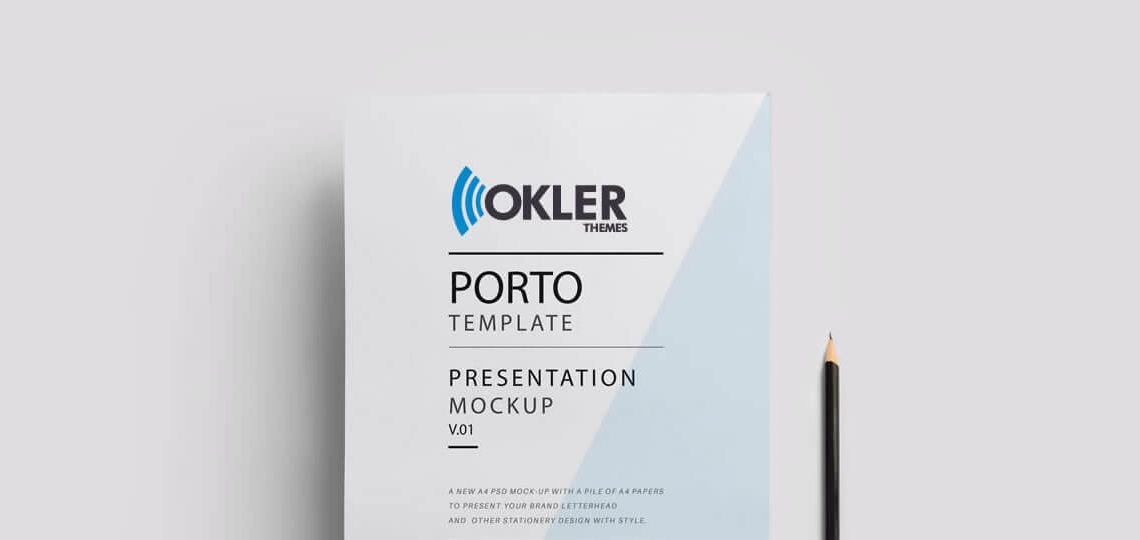 OKLER
THEMES
PORTO
TEMPLATE
PRESENTATION
MOCKUP
V.01
A NEW A4 PSD MOCK-UP WITH A PILE OF A4 PAPERS
TO PRESENT YOUR BRAND LETTERHEAD
AND OTHER STATIONERY DESIGN WITH STYLE.